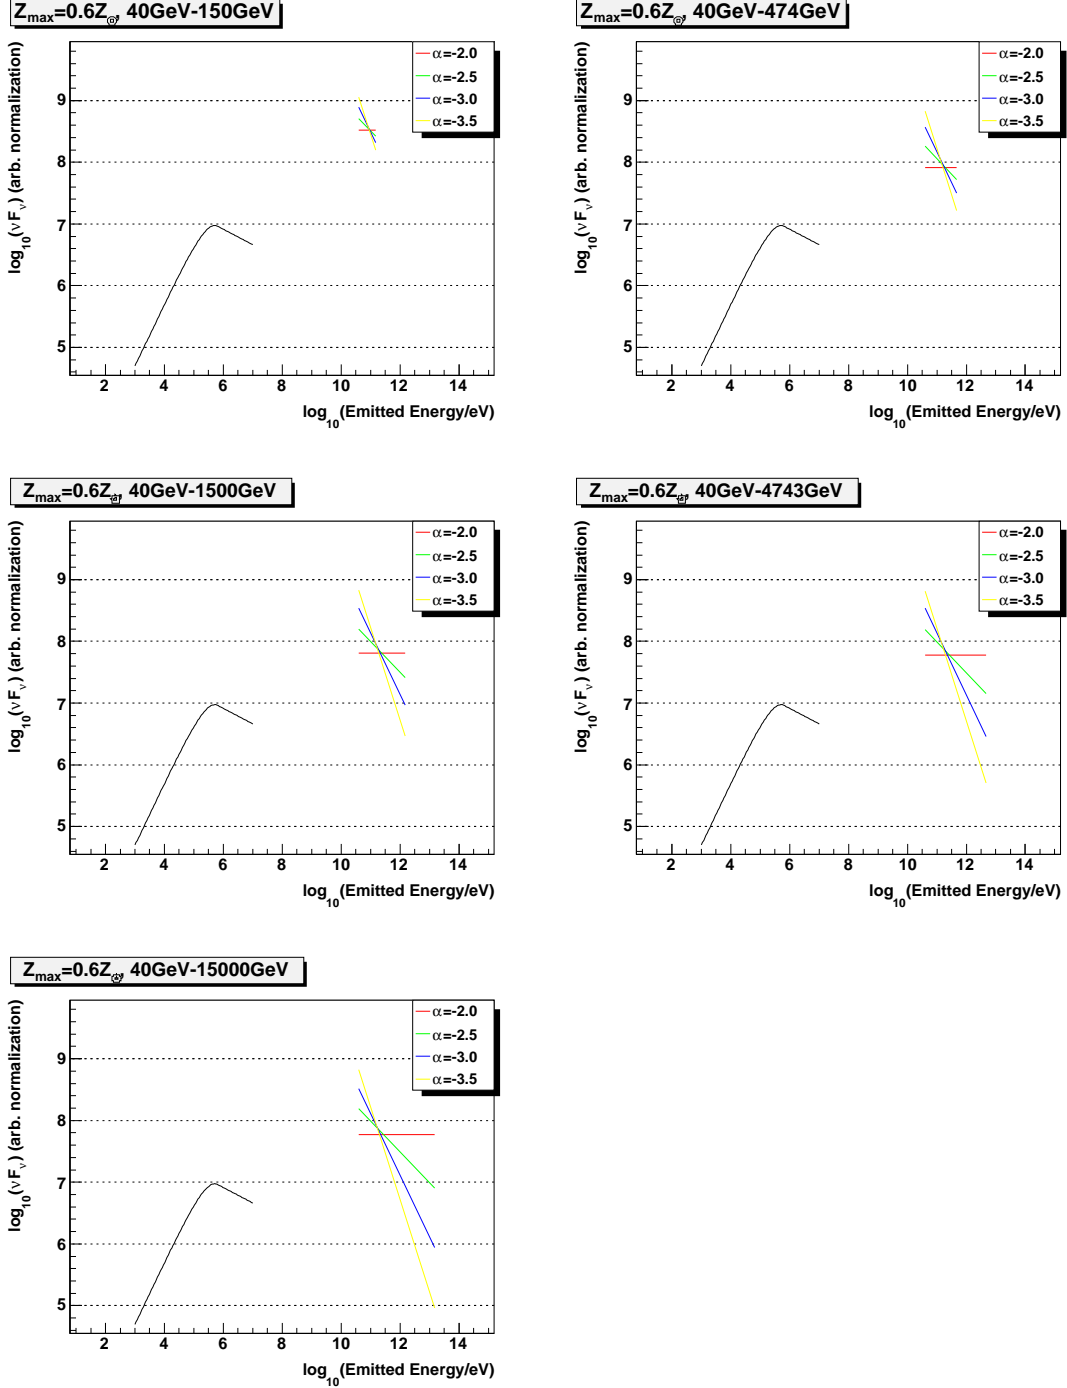 Zmax=0.6Z⊙, 40GeV-150GeV
log10(νFν) (arb. normalization)
α=-2.0
α=-2.5
α=-3.0
α=-3.5
9
8
7
6
5
2 4 6 8 10 12 14
log10(Emitted Energy/eV)
Zmax=0.6Z⊙, 40GeV-474GeV
log10(νFν) (arb. normalization)
α=-2.0
α=-2.5
α=-3.0
α=-3.5
9
8
7
6
5
2 4 6 8 10 12 14
log10(Emitted Energy/eV)
Zmax=0.6Z⊙, 40GeV-1500GeV
log10(νFν) (arb. normalization)
α=-2.0
α=-2.5
α=-3.0
α=-3.5
9
8
7
6
5
2 4 6 8 10 12 14
log10(Emitted Energy/eV)
Zmax=0.6Z⊙, 40GeV-4743GeV
log10(νFν) (arb. normalization)
α=-2.0
α=-2.5
α=-3.0
α=-3.5
9
8
7
6
5
2 4 6 8 10 12 14
log10(Emitted Energy/eV)
Zmax=0.6Z⊙, 40GeV-15000GeV
log10(νFν) (arb. normalization)
α=-2.0
α=-2.5
α=-3.0
α=-3.5
9
8
7
6
5
2 4 6 8 10 12 14
log10(Emitted Energy/eV)